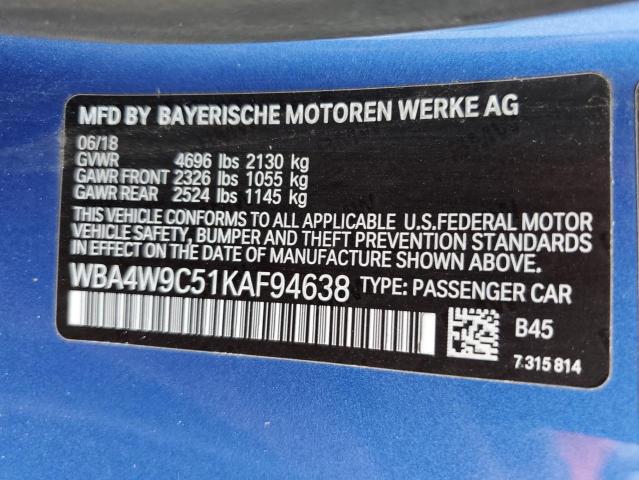 MFD BY BAYERISCHE MOTOREN WERKE AG
06/18
GVWR 4696 lbs 2130 kg
GAWR FRONT 2326 lbs 1055 kg
GAWR REAR 2524 lbs 1145 kg
THIS VEHICLE CONFORMS TO ALL APPLICABLE U.S.FEDERAL MOTOR
VEHICLE SAFETY, BUMPER AND THEFT PREVENTION STANDARDS
IN EFFECT ON THE DATE OF MANUFACTURE SHOWN ABOVE.
WBA4W9C51KAF94638 TYPE: PASSENGER CAR
B45
7 315 814